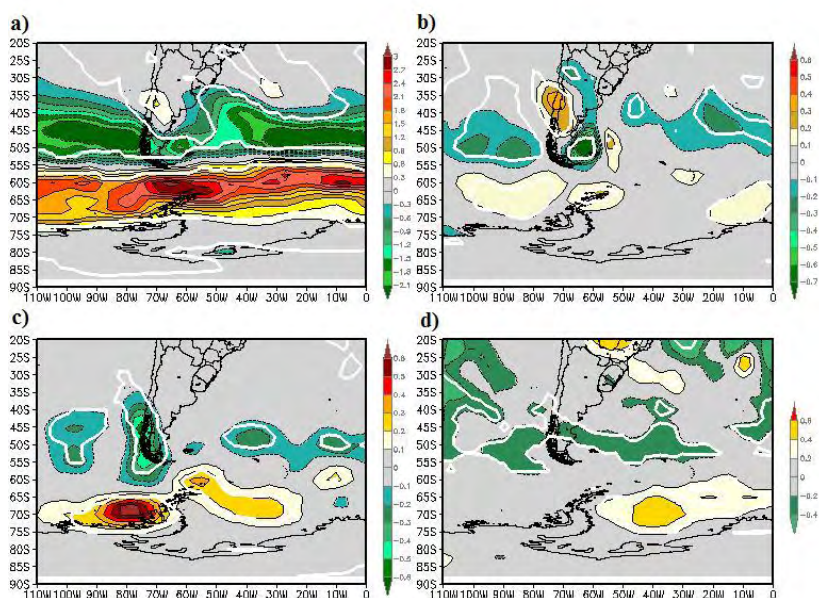 a)
20S
25S
30S
35S
40S
45S
50S
55S
60S
65S
70S
75S
80S
85S
90S
110W 100W 90W 80W 70W 60W 50W 40W 30W 20W 10W 0
3
2.7
2.4
2.1
1.8
1.5
1.2
0.9
0.6
0.3
0
-0.3
-0.6
-0.9
-1.2
-1.5
-1.8
-2.1
b)
20S
25S
30S
35S
40S
45S
50S
55S
60S
65S
70S
75S
80S
85S
90S
110W 100W 90W 80W 70W 60W 50W 40W 30W 20W 10W 0
0.6
0.5
0.4
0.3
0.2
0.1
0
-0.1
-0.2
-0.3
-0.4
-0.5
-0.6
-0.7
c)
20S
25S
30S
35S
40S
45S
50S
55S
60S
65S
70S
75S
80S
85S
90S
110W 100W 90W 80W 70W 60W 50W 40W 30W 20W 10W 0
0.6
0.5
0.4
0.3
0.2
0.1
0
-0.1
-0.2
-0.3
-0.4
-0.5
-0.6
d)
20S
25S
30S
35S
40S
45S
50S
55S
60S
65S
70S
75S
80S
85S
90S
110W 100W 90W 80W 70W 60W 50W 40W 30W 20W 10W 0
0.6
0.4
0.2
0
-0.2
-0.4